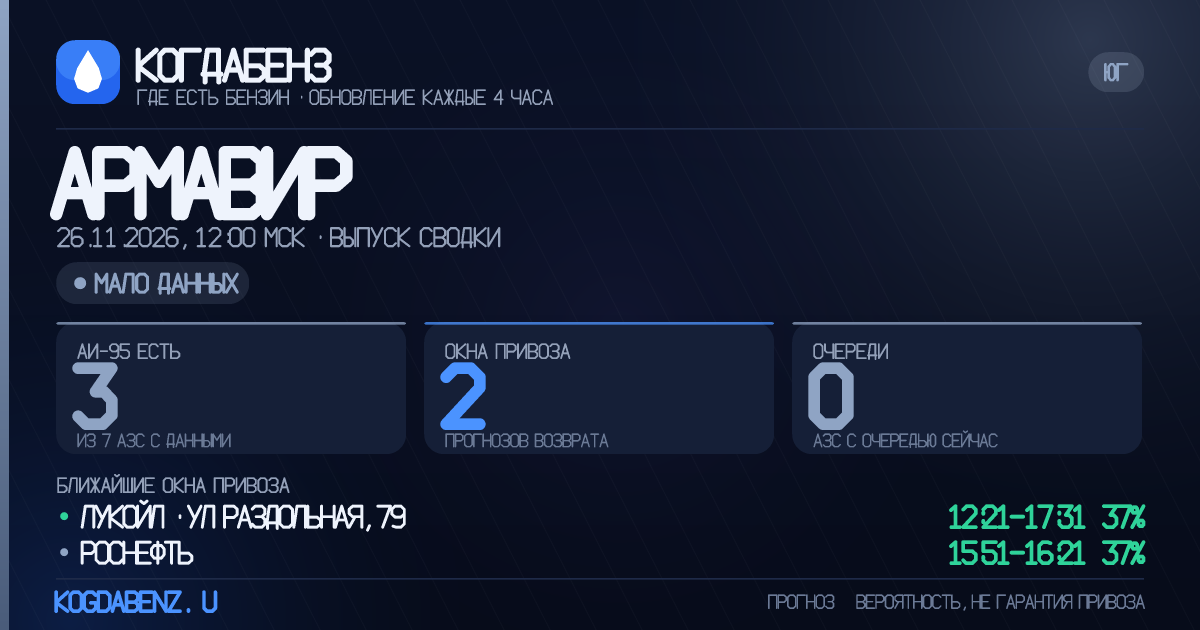 КОГДАБЕНЗ
ГДЕ ЕСТЬ БЕНЗИН · ОБНОВЛЕНИЕ КАЖДЫЕ 4 ЧАСА
ЮГ
АРМАВИР
26.11.2026, 12:00 МСК · ВЫПУСК СВОДКИ
МАЛО ДАННЫХ
АИ-95 ЕСТЬ
3
ИЗ 7 АЗС С ДАННЫМИ
ОКНА ПРИВОЗА
2
ПРОГНОЗОВ ВОЗВРАТА
ОЧЕРЕДИ
0
АЗС С ОЧЕРЕДЬЮ СЕЙЧАС
БЛИЖАЙШИЕ ОКНА ПРИВОЗА
• ЛУКОЙЛ · УЛ РАЗДОЛЬНАЯ, 79 12:21-17:31 37%
• РОСНЕФТЬ 15:51-16:21 37%
KOGDABENZ. U
ПРОГНОЗ ВЕРОЯТНОСТЬ, НЕ ГАРАНТИЯ ПРИВОЗА